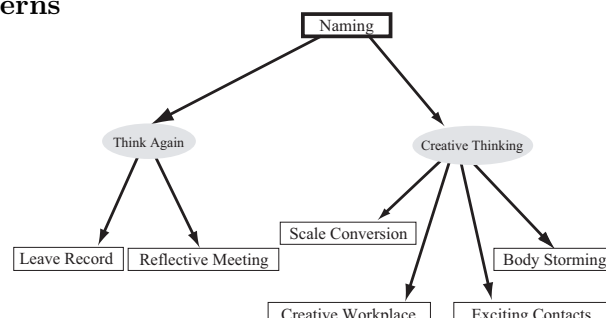 erns
Naming
Think Again
Creative Thinking
Scale Conversion
Leave Record
Reflective Meeting
Body Storming
Creative Workplace
Exciting Contacts